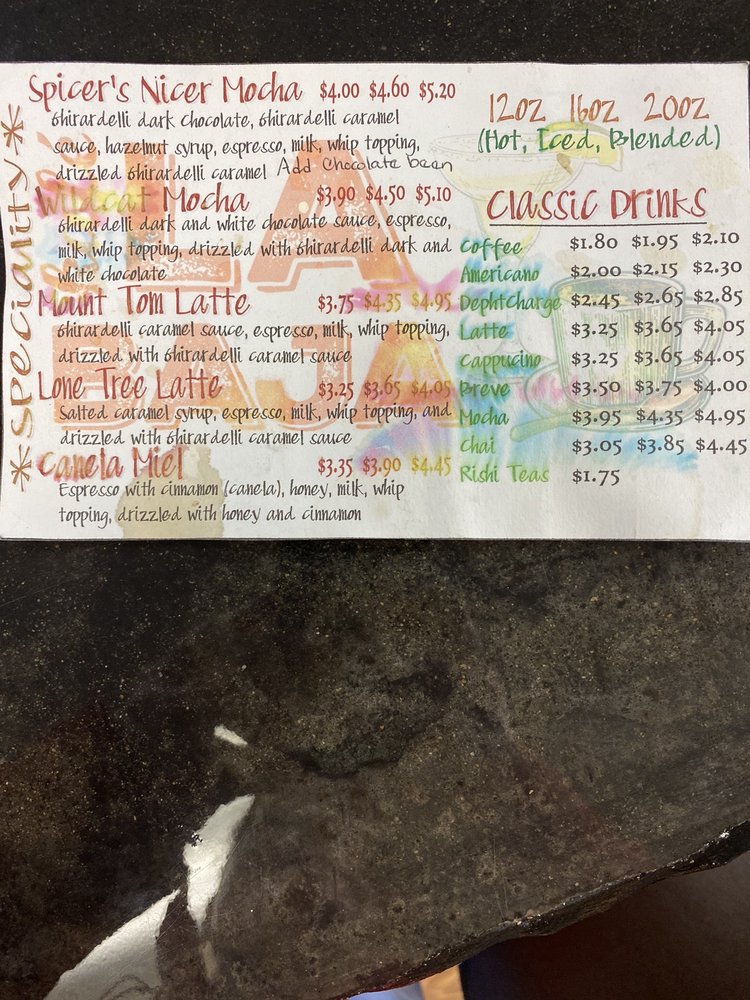 *Speciality*
Spicer's Nicer Mocha $4.00 $4.60 $5.20
Ghirardelli dark chocolate, Ghirardelli caramel
sauce, hazelnut syrup, espresso, milk, whip topping,
drizzled Ghirardelli caramel Add Chocolate bean
Wildcat Mocha $3.90 $4.50 $5.10
Ghirardelli dark and white chocolate sauce, espresso,
milk, whip topping, drizzled with Ghirardelli dark and
white chocolate
Mount Tom Latte $3.75 $4.35 $4.95
Ghirardelli caramel sauce, espresso, milk, whip topping,
drizzled with Ghirardelli caramel sauce
Lone Tree Latte $3.25 $3.65 $4.05
Salted caramel syrup, espresso, milk, whip topping, and
drizzled with Ghirardelli caramel sauce
Canela Miel $3.35 $3.90 $4.45
Espresso with cinnamon (canela), honey, milk, whip
topping, drizzled with honey and cinnamon
12oz 16oz 20oz
(Hot, Iced, Blended)
Classic Drinks
Coffee $1.80 $1.95 $2.10
Americano $2.00 $2.15 $2.30
DephtCharge $2.45 $2.65 $2.85
Latte $3.25 $3.65 $4.05
Cappucino $3.25 $3.65 $4.05
Breve $3.50 $3.75 $4.00
Mocha $3.95 $4.35 $4.95
Chai $3.05 $3.85 $4.45
Rishi Teas $1.75
LA
BAJA